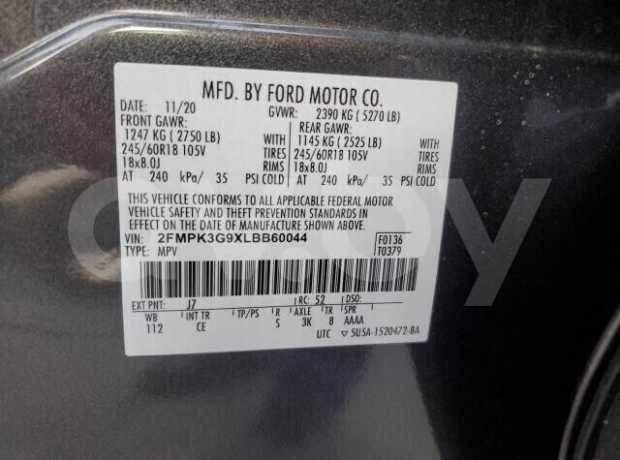 MFD. BY FORD MOTOR CO.
DATE: 11/20 GVWR: 2390 KG ( 5270 LB)
FRONT GAWR: REAR GAWR:
1247 KG ( 2750 LB) 1145 KG ( 2525 LB)
245/60R18 105V TIRES 245/60R18 105V TIRES
18x8.0J RIMS 18x8.0J RIMS
AT 240 kPa/ 35 PSI COLD AT 240 kPa/ 35 PSI COLD
THIS VEHICLE CONFORMS TO ALL APPLICABLE FEDERAL MOTOR
VEHICLE SAFETY AND THEFT PREVENTION STANDARDS IN
EFFECT ON THE DATE OF MANUFACTURE SHOWN ABOVE.
VIN: 2FMPK3G9XLBB60044 F0136
TYPE: MPV T0379
EXT PNT: J7 RC: 52 DSO:
WB INT TR TP/PS R AXLE TR SPR
112 CE S 3K 8 AAAA
UTC ▽ 5U5A-1520472-BA